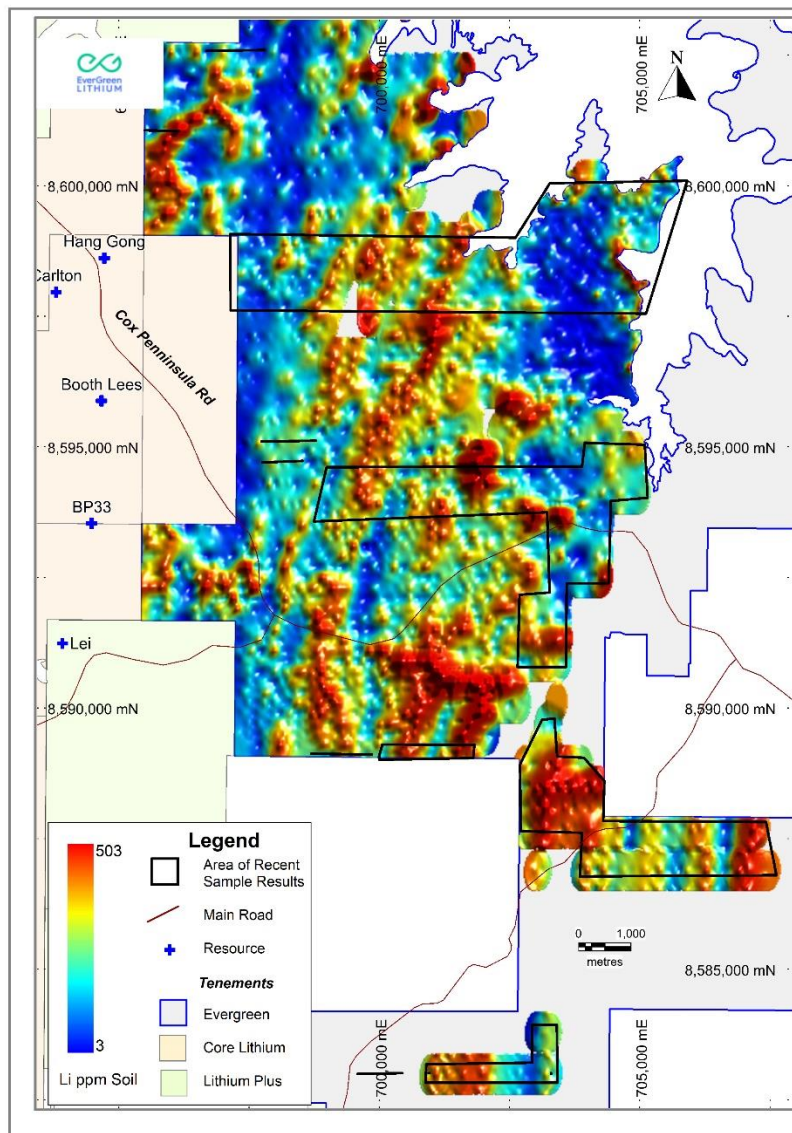 EverGreen
LITHIUM
700,000 mE
705,000 mE
N
8,600,000 mN
8,600,000 mN
Hang Gong
Carlton
Cox Penninsula Rd
Booth Lees
8,595,000 mN
8,595,000 mN
BP33
Lei
8,590,000 mN
8,590,000 mN
Legend
503
3
Li ppm Soil
Area of Recent
Sample Results
Main Road
Resource
Tenements
Evergreen
Core Lithium
Lithium Plus
0 1,000
metres
8,585,000 mN
700,000 mE
705,000 mE